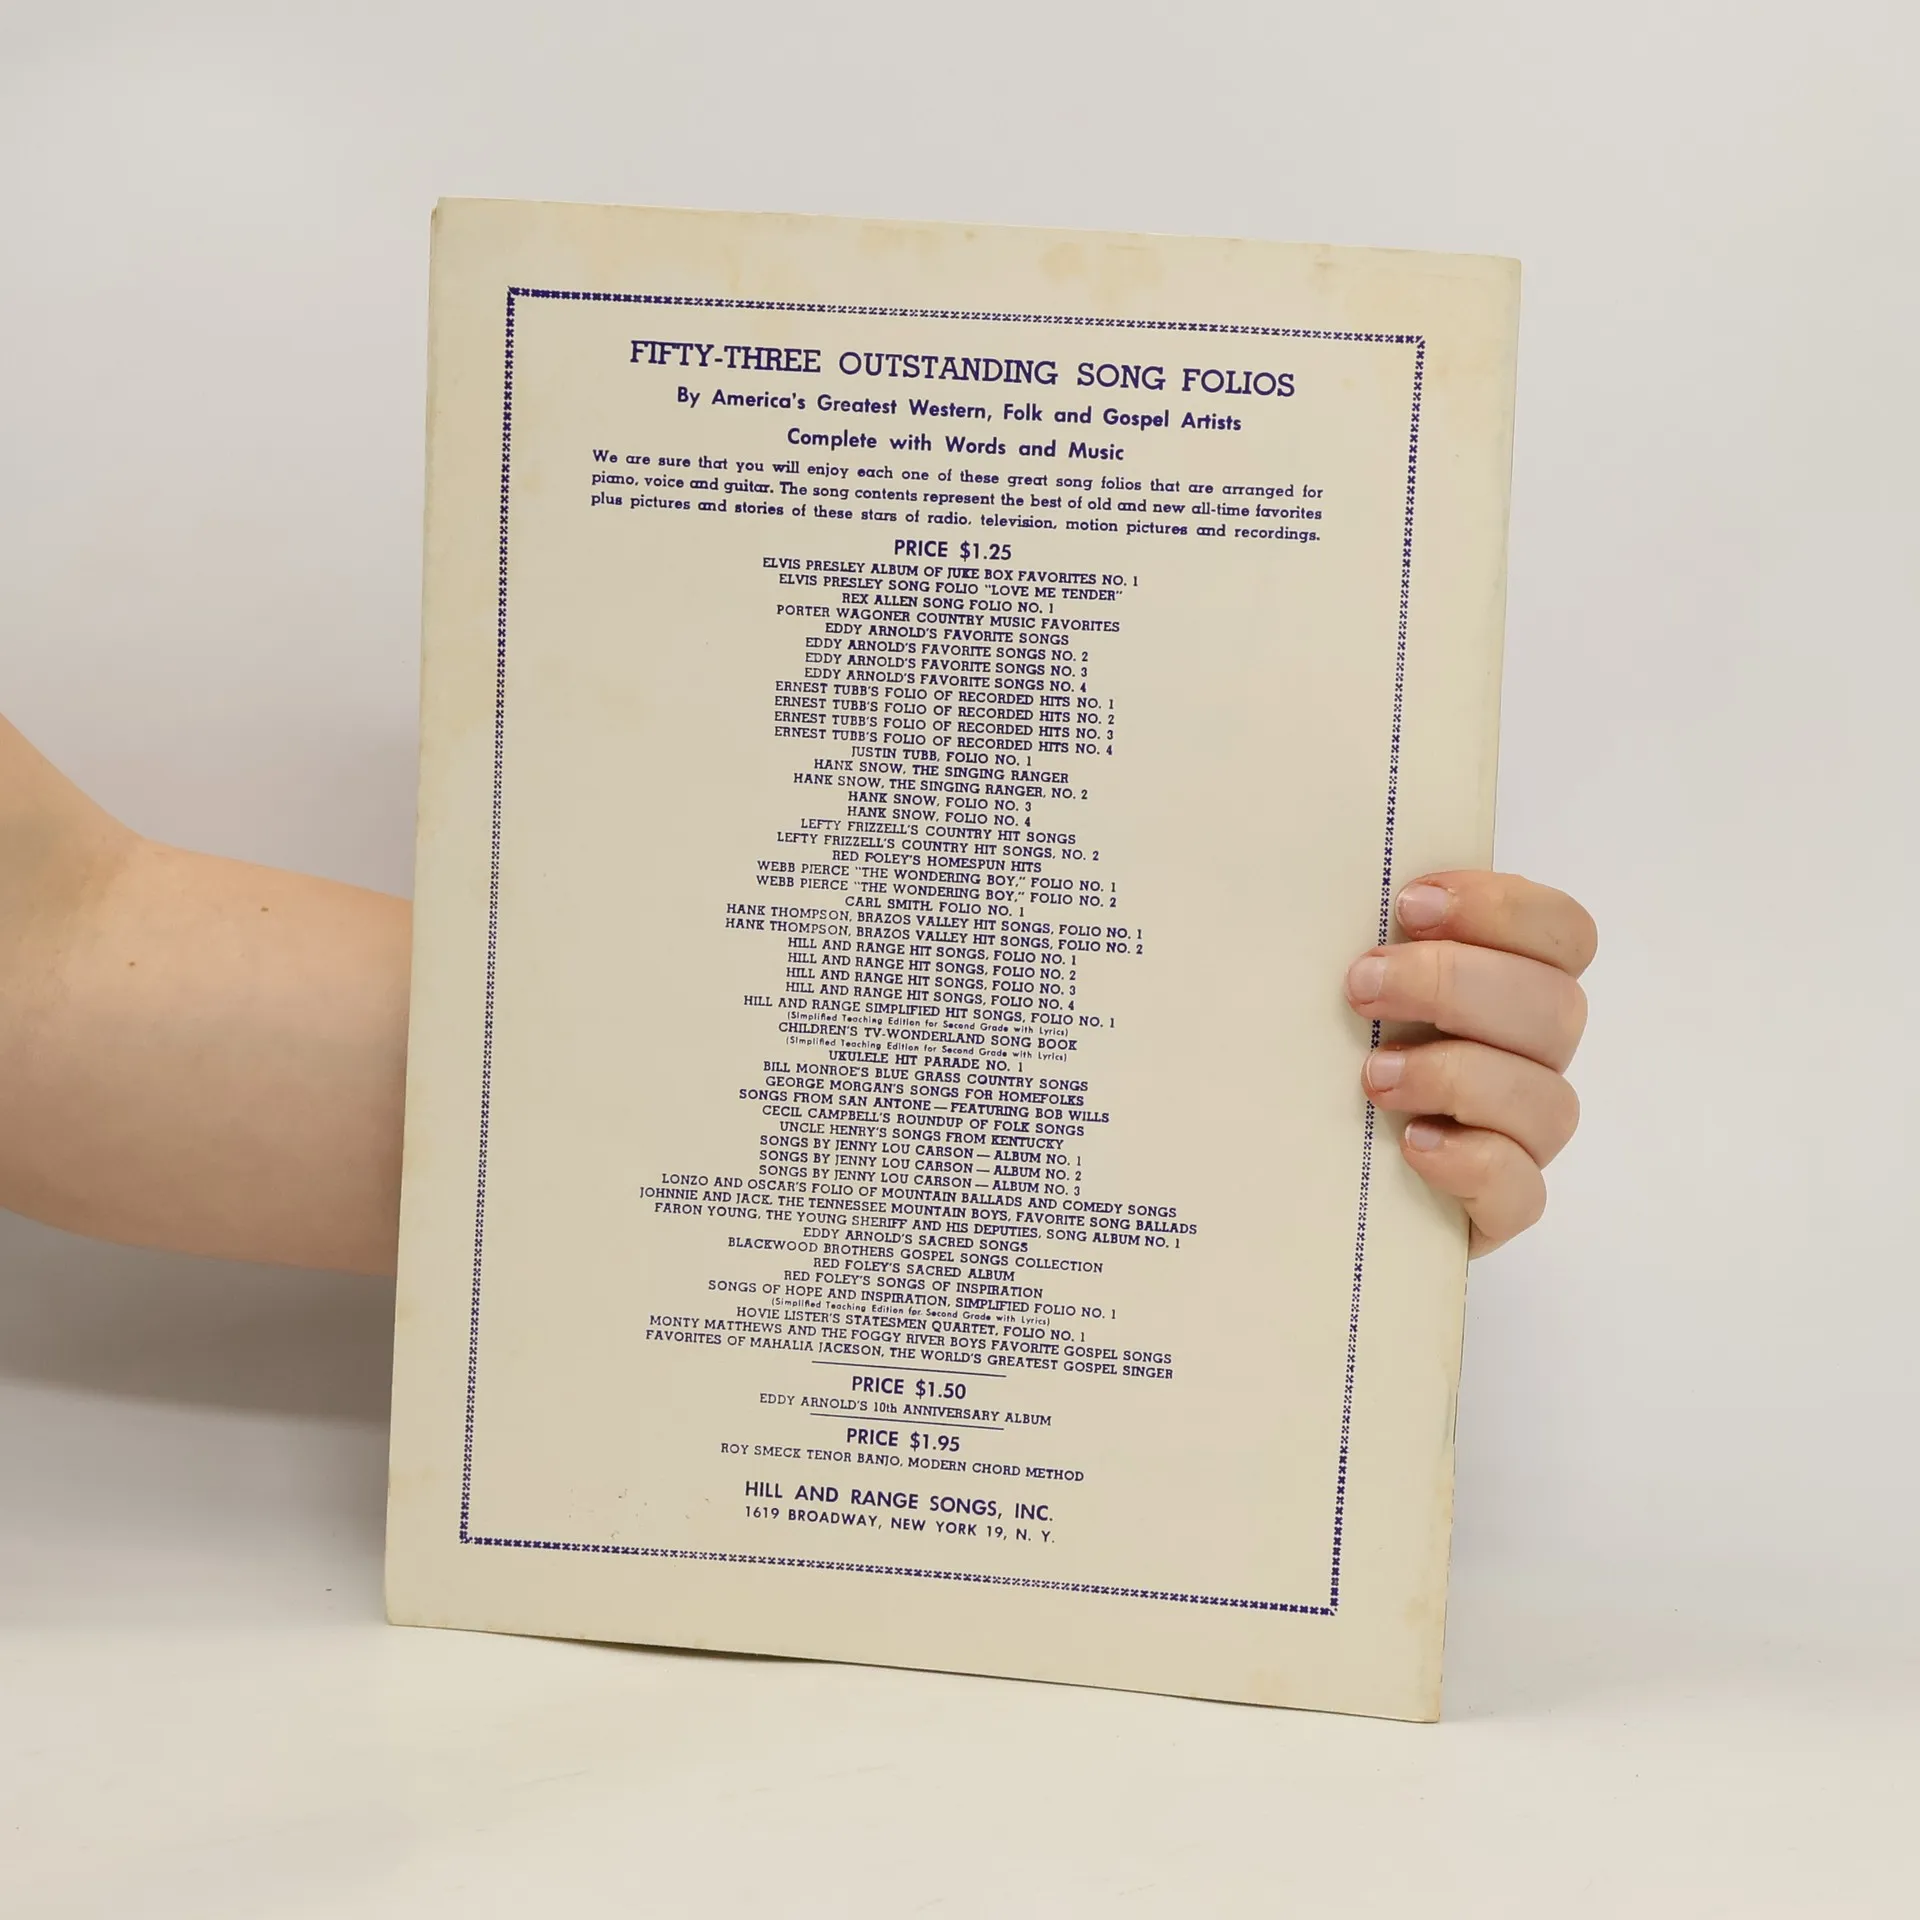 FIFTY-THREE OUTSTANDING SONG FOLIOS
By America's Greatest Western, Folk and Gospel Artists
Complete with Words and Music
We are sure that you will enjoy each one of these great song folios that are arranged for
piano, voice and guitar. The song contents represent the best of old and new all-time favorites
plus pictures and stories of these stars of radio, television, motion pictures and recordings.
PRICE $1.25
ELVIS PRESLEY ALBUM OF JUKE BOX FAVORITES NO. 1
ELVIS PRESLEY SONG FOLIO "LOVE ME TENDER"
REX ALLEN SONG FOLIO NO. 1
PORTER WAGONER COUNTRY MUSIC FAVORITES
EDDY ARNOLD'S FAVORITE SONGS
EDDY ARNOLD'S FAVORITE SONGS NO. 2
EDDY ARNOLD'S FAVORITE SONGS NO. 3
EDDY ARNOLD'S FAVORITE SONGS NO. 4
ERNEST TUBB'S FOLIO OF RECORDED HITS NO. 1
ERNEST TUBB'S FOLIO OF RECORDED HITS NO. 2
ERNEST TUBB'S FOLIO OF RECORDED HITS NO. 3
ERNEST TUBB'S FOLIO OF RECORDED HITS NO. 4
JUSTIN TUBB, FOLIO NO. 1
HANK SNOW, THE SINGING RANGER
HANK SNOW, THE SINGING RANGER, NO. 2
HANK SNOW, FOLIO NO. 3
HANK SNOW, FOLIO NO. 4
LEFTY FRIZZELL'S COUNTRY HIT SONGS
LEFTY FRIZZELL'S COUNTRY HIT SONGS, NO. 2
RED FOLEY'S HOMESPUN HITS
WEBB PIERCE "THE WONDERING BOY," FOLIO NO. 1
WEBB PIERCE "THE WONDERING BOY," FOLIO NO. 2
CARL SMITH, FOLIO NO. 1
HANK THOMPSON, BRAZOS VALLEY HIT SONGS, FOLIO NO. 1
HANK THOMPSON, BRAZOS VALLEY HIT SONGS, FOLIO NO. 2
HILL AND RANGE HIT SONGS, FOLIO NO. 1
HILL AND RANGE HIT SONGS, FOLIO NO. 2
HILL AND RANGE HIT SONGS, FOLIO NO. 3
HILL AND RANGE HIT SONGS, FOLIO NO. 4
HILL AND RANGE SIMPLIFIED HIT SONGS, FOLIO NO. 1
(Simplified Teaching Edition for Second Grade with Lyrics)
CHILDREN'S TV-WONDERLAND SONG BOOK
(Simplified Teaching Edition for Second Grade with Lyrics)
UKULELE HIT PARADE NO. 1
BILL MONROE'S BLUE GRASS COUNTRY SONGS
GEORGE MORGAN'S SONGS FOR HOMEFOLKS
SONGS FROM SAN ANTONE — FEATURING BOB WILLS
CECIL CAMPBELL'S ROUNDUP OF FOLK SONGS
UNCLE HENRY'S SONGS FROM KENTUCKY
SONGS BY JENNY LOU CARSON — ALBUM NO. 1
SONGS BY JENNY LOU CARSON — ALBUM NO. 2
SONGS BY JENNY LOU CARSON — ALBUM NO. 3
LONZO AND OSCAR'S FOLIO OF MOUNTAIN BALLADS AND COMEDY SONGS
JOHNNIE AND JACK, THE TENNESSEE MOUNTAIN BOYS, FAVORITE SONG BALLADS
FARON YOUNG, THE YOUNG SHERIFF AND HIS DEPUTIES, SONG ALBUM NO. 1
EDDY ARNOLD'S SACRED SONGS
BLACKWOOD BROTHERS GOSPEL SONGS COLLECTION
RED FOLEY'S SACRED ALBUM
RED FOLEY'S SONGS OF INSPIRATION
SONGS OF HOPE AND INSPIRATION, SIMPLIFIED FOLIO NO. 1
(Simplified Teaching Edition for Second Grade with Lyrics)
HOVIE LISTER'S STATESMEN QUARTET, FOLIO NO. 1
MONTY MATTHEWS AND THE FOGGY RIVER BOYS FAVORITE GOSPEL SONGS
FAVORITES OF MAHALIA JACKSON, THE WORLD'S GREATEST GOSPEL SINGER
PRICE $1.50
EDDY ARNOLD'S 10th ANNIVERSARY ALBUM
PRICE $1.95
ROY SMECK TENOR BANJO, MODERN CHORD METHOD
HILL AND RANGE SONGS, INC.
1619 BROADWAY, NEW YORK 19, N. Y.